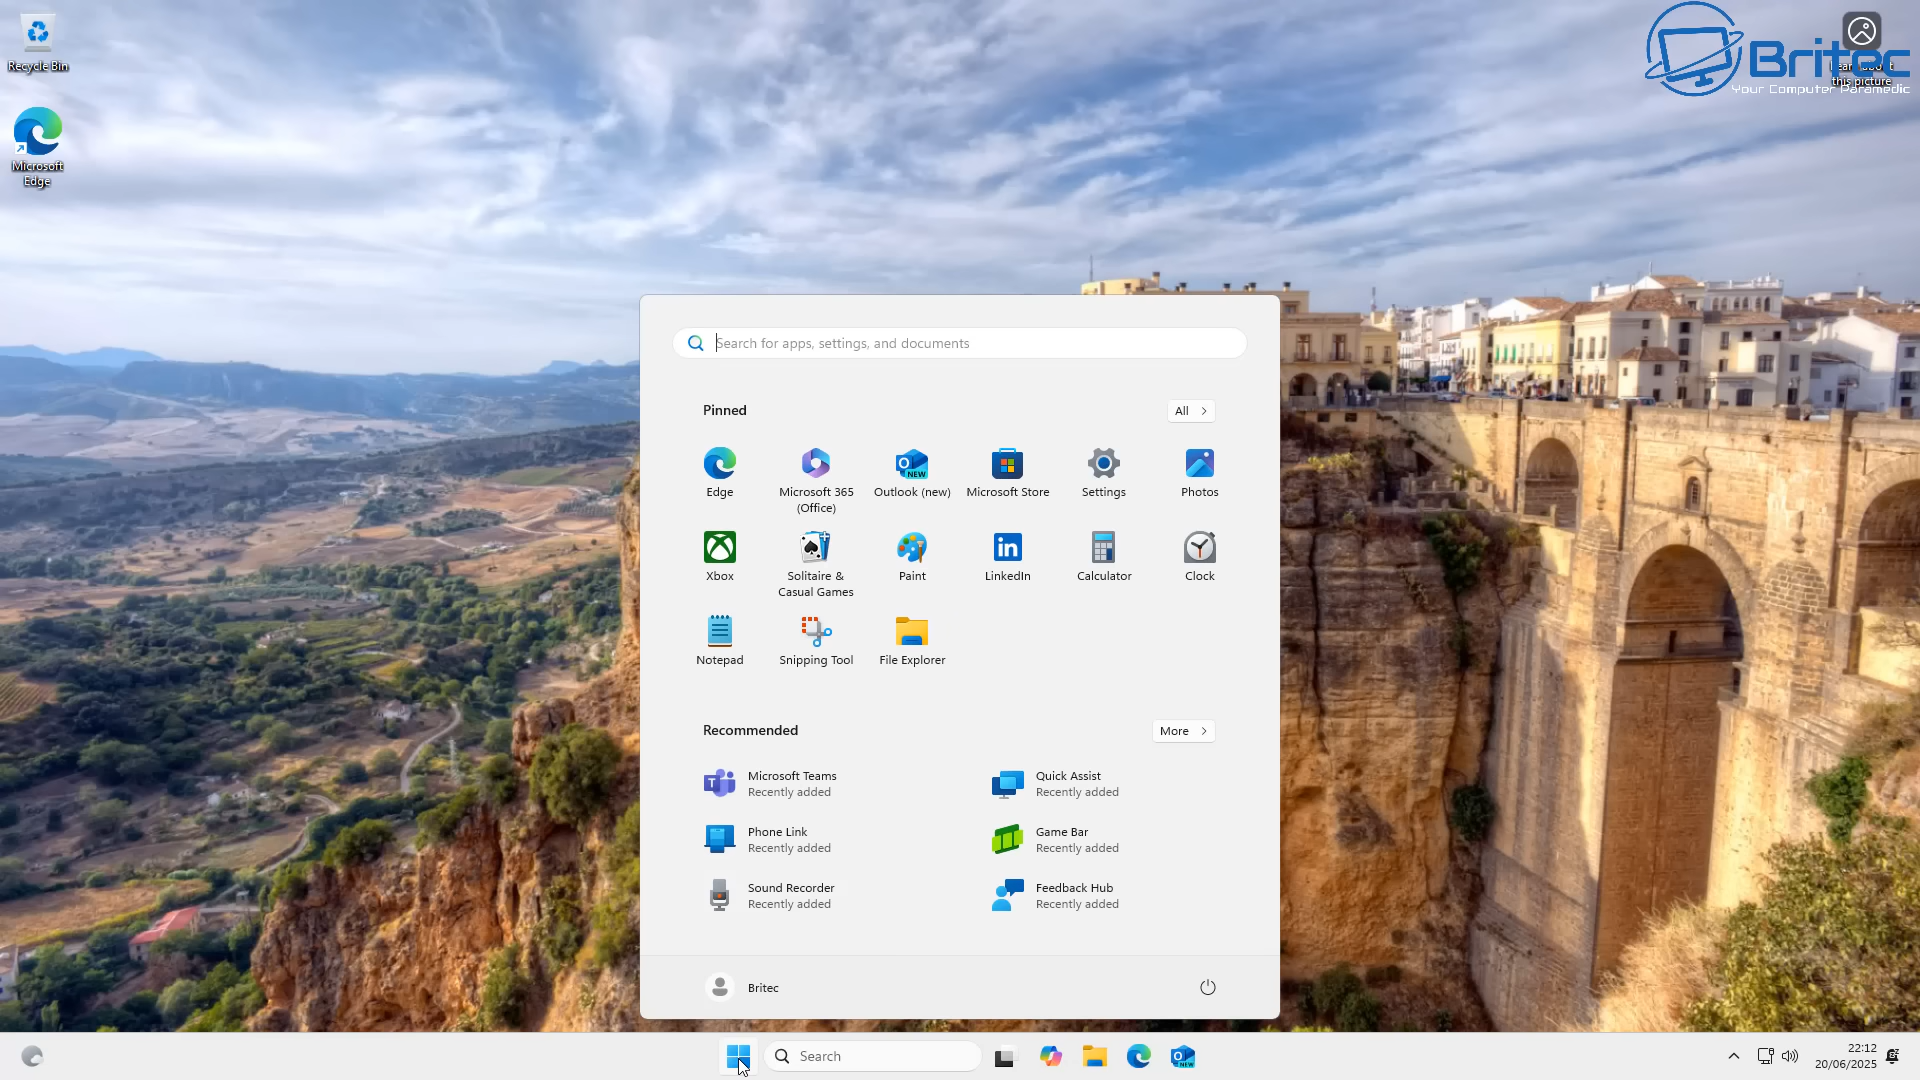 Recycle Bin
Microsoft
Edge
Britec
Your Computer Paramedic
this picture
Search for apps, settings, and documents
Pinned
All
Edge
Microsoft 365
(Office)
Outlook (new)
Microsoft Store
Settings
Photos
Xbox
Solitaire &
Casual Games
Paint
LinkedIn
Calculator
Clock
Notepad
Snipping Tool
File Explorer
Recommended
More
Microsoft Teams
Recently added
Quick Assist
Recently added
Phone Link
Recently added
Game Bar
Recently added
Sound Recorder
Recently added
Feedback Hub
Recently added
Britec
Search
22:12
20/06/2025